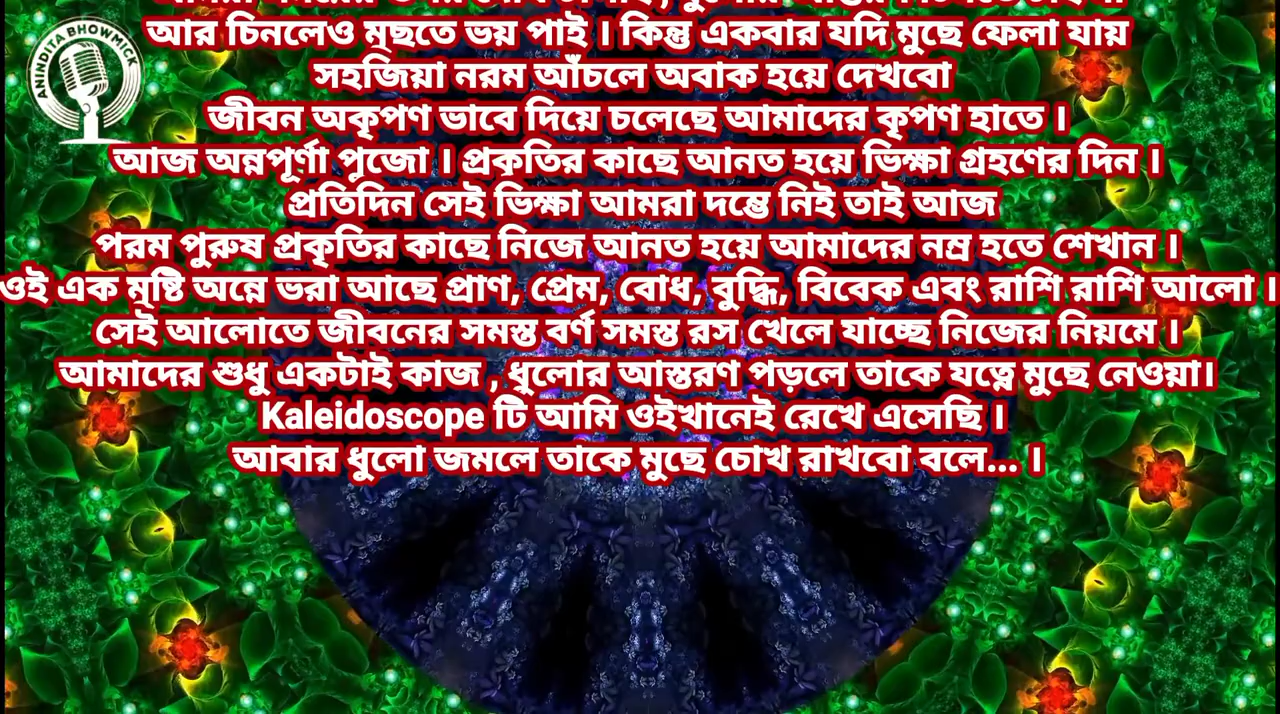 ANINDITA BHOWMICK
আর চিনলেও মুছতে ভয় পাই । কিন্তু একবার যদি মুছে ফেলা যায়
সহজিয়া নরম আঁচলে অবাক হয়ে দেখবো
জীবন অকৃপণ ভাবে দিয়ে চলেছে আমাদের কৃপণ হাতে ।
আজ অন্নপূর্ণা পুজো । প্রকৃতির কাছে আনত হয়ে ভিক্ষা গ্রহণের দিন ।
প্রতিদিন সেই ভিক্ষা আমরা দম্ভে নিই তাই আজ
পরম পুরুষ প্রকৃতির কাছে নিজে আনত হয়ে আমাদের নম্র হতে শেখান ।
ওই এক মুষ্টি অন্নে ভরা আছে প্রাণ, প্রেম, বোধ, বুদ্ধি, বিবেক এবং রাশি রাশি আলো ।
সেই আলোতে জীবনের সমস্ত বর্ণ সমস্ত রস খেলে যাচ্ছে নিজের নিয়মে ।
আমাদের শুধু একটাই কাজ , ধুলোর আস্তরণ পড়লে তাকে যত্নে মুছে নেওয়া।
Kaleidoscope টি আমি ওইখানেই রেখে এসেছি ।
আবার ধুলো জমলে তাকে মুছে চোখ রাখবো বলে... ।